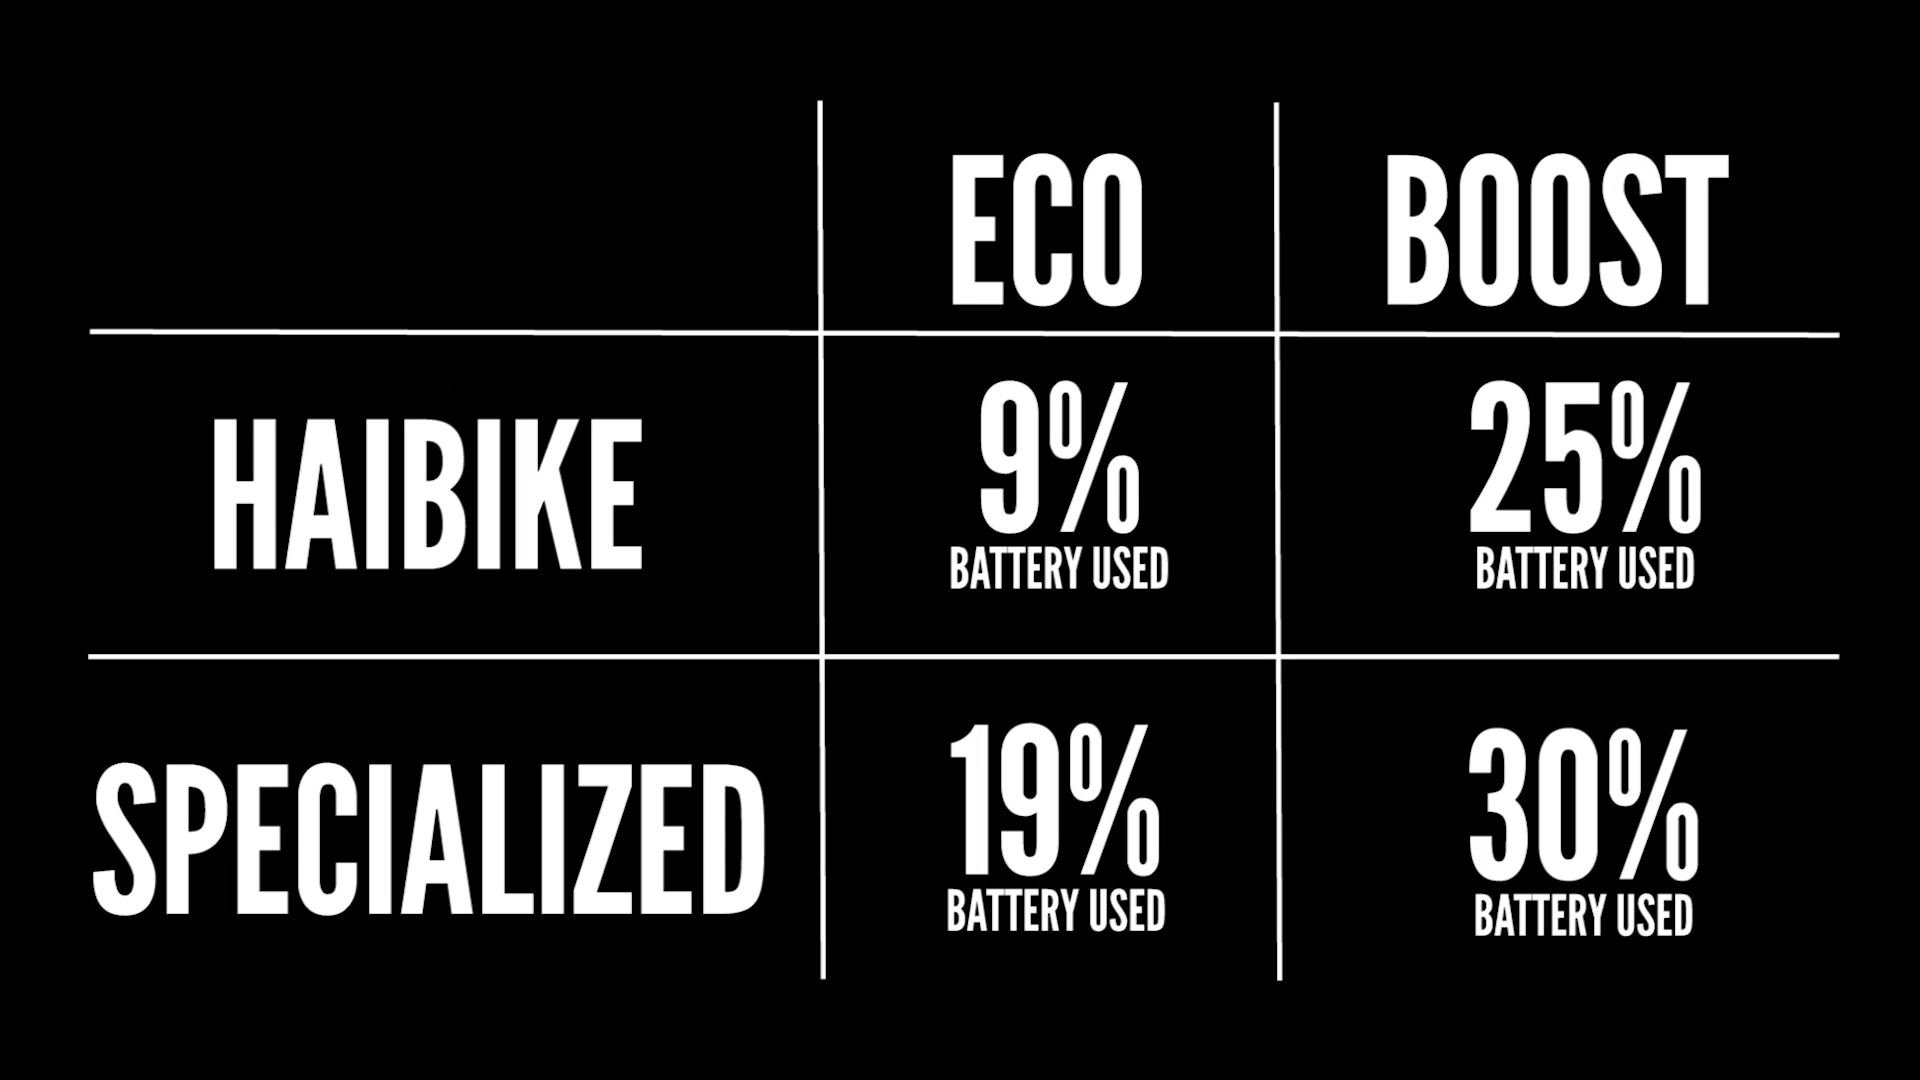 ECO BOOST
HAIBIKE 9% 25%
BATTERY USED BATTERY USED
SPECIALIZED 19% 30%
BATTERY USED BATTERY USED